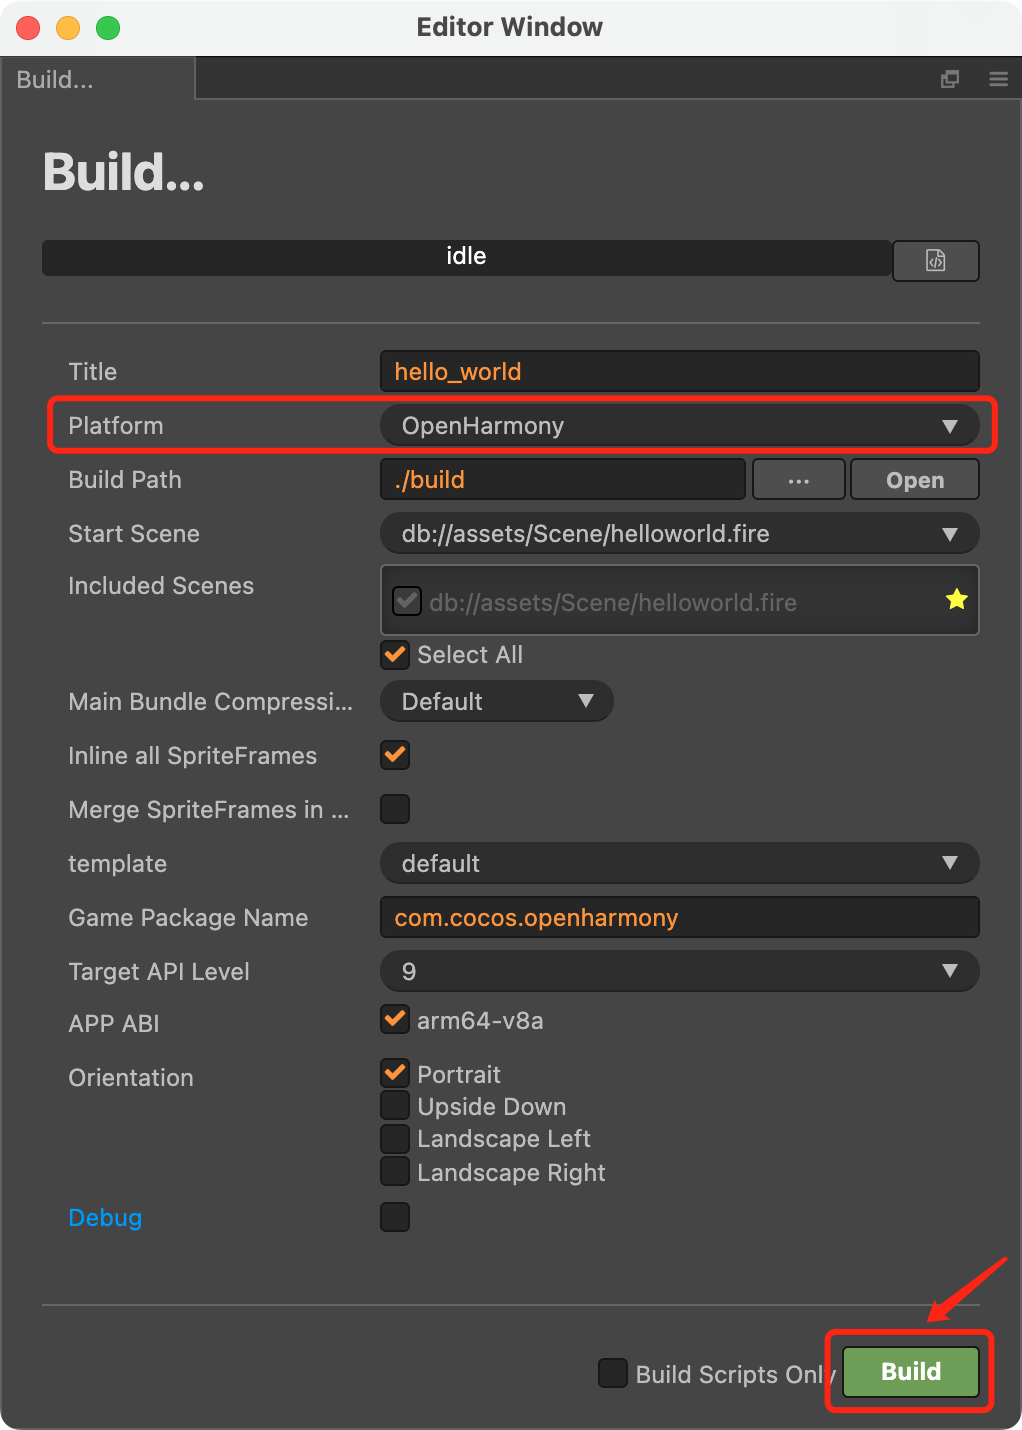 Editor Window
Build...
Build...
idle
Title hello_world
Platform OpenHarmony
Build Path ./build ... Open
Start Scene db://assets/Scene/helloworld.fire
Included Scenes db://assets/Scene/helloworld.fire
Select All
Main Bundle Compressi... Default
Inline all SpriteFrames
Merge SpriteFrames in ...
template default
Game Package Name com.cocos.openharmony
Target API Level 9
APP ABI arm64-v8a
Orientation Portrait
Upside Down
Landscape Left
Landscape Right
Debug
Build Scripts Only Build